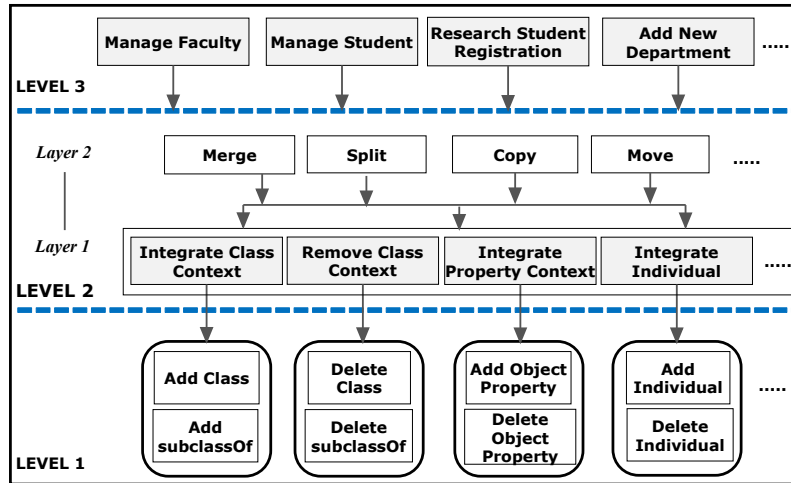 Manage Faculty
Manage Student
Research Student
Registration
Add New
Department
.....
LEVEL 3
Layer 2
Merge
Split
Copy
Move
.....
Layer 1
Integrate Class
Context
Remove Class
Context
Integrate
Property Context
Integrate
Individual
.....
LEVEL 2
Add Class
Add
subclassOf
Delete
Class
Delete
subclassOf
Add Object
Property
Delete
Object
Property
Add
Individual
Delete
Individual
.....
LEVEL 1